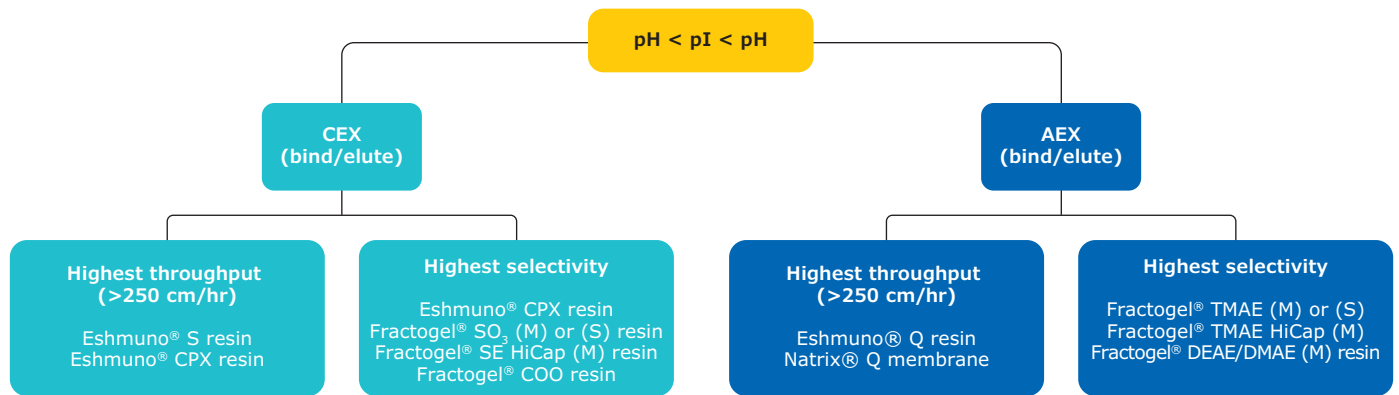 pH < pI < pH
CEX
(bind/elute)
AEX
(bind/elute)
Highest throughput
(>250 cm/hr)
Eshmuno® S resin
Eshmuno® CPX resin
Highest selectivity
Eshmuno® CPX resin
Fractogel® SO₃ (M) or (S) resin
Fractogel® SE HiCap (M) resin
Fractogel® COO resin
Highest throughput
(>250 cm/hr)
Eshmuno® Q resin
Natrix® Q membrane
Highest selectivity
Fractogel® TMAE (M) or (S)
Fractogel® TMAE HiCap (M)
Fractogel® DEAE/DMAE (M) resin